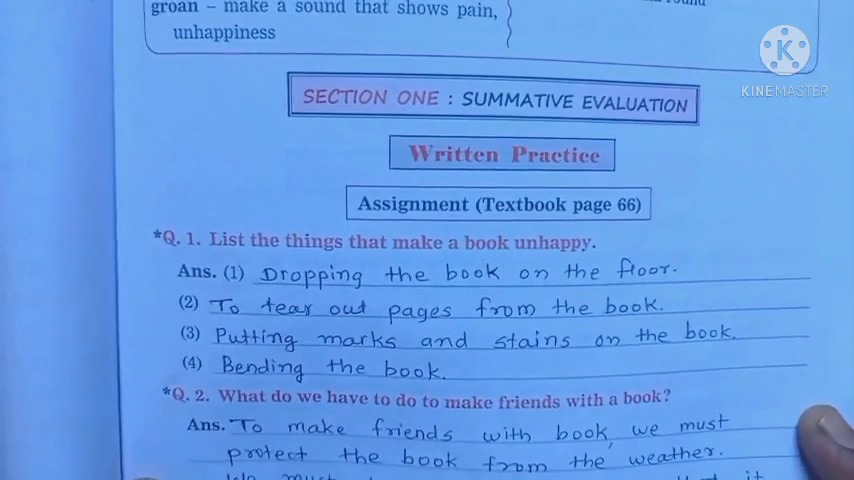 groan – make a sound that shows pain,
unhappiness
K
KINEMASTER
SECTION ONE : SUMMATIVE EVALUATION
Written Practice
Assignment (Textbook page 66)
*Q. 1. List the things that make a book unhappy.
Ans. (1) Dropping the book on the floor.
(2) To tear out pages from the book.
(3) Putting marks and stains on the book.
(4) Bending the book.
*Q. 2. What do we have to do to make friends with a book?
Ans. To make friends with book, we must
protect the book from the weather.
must it